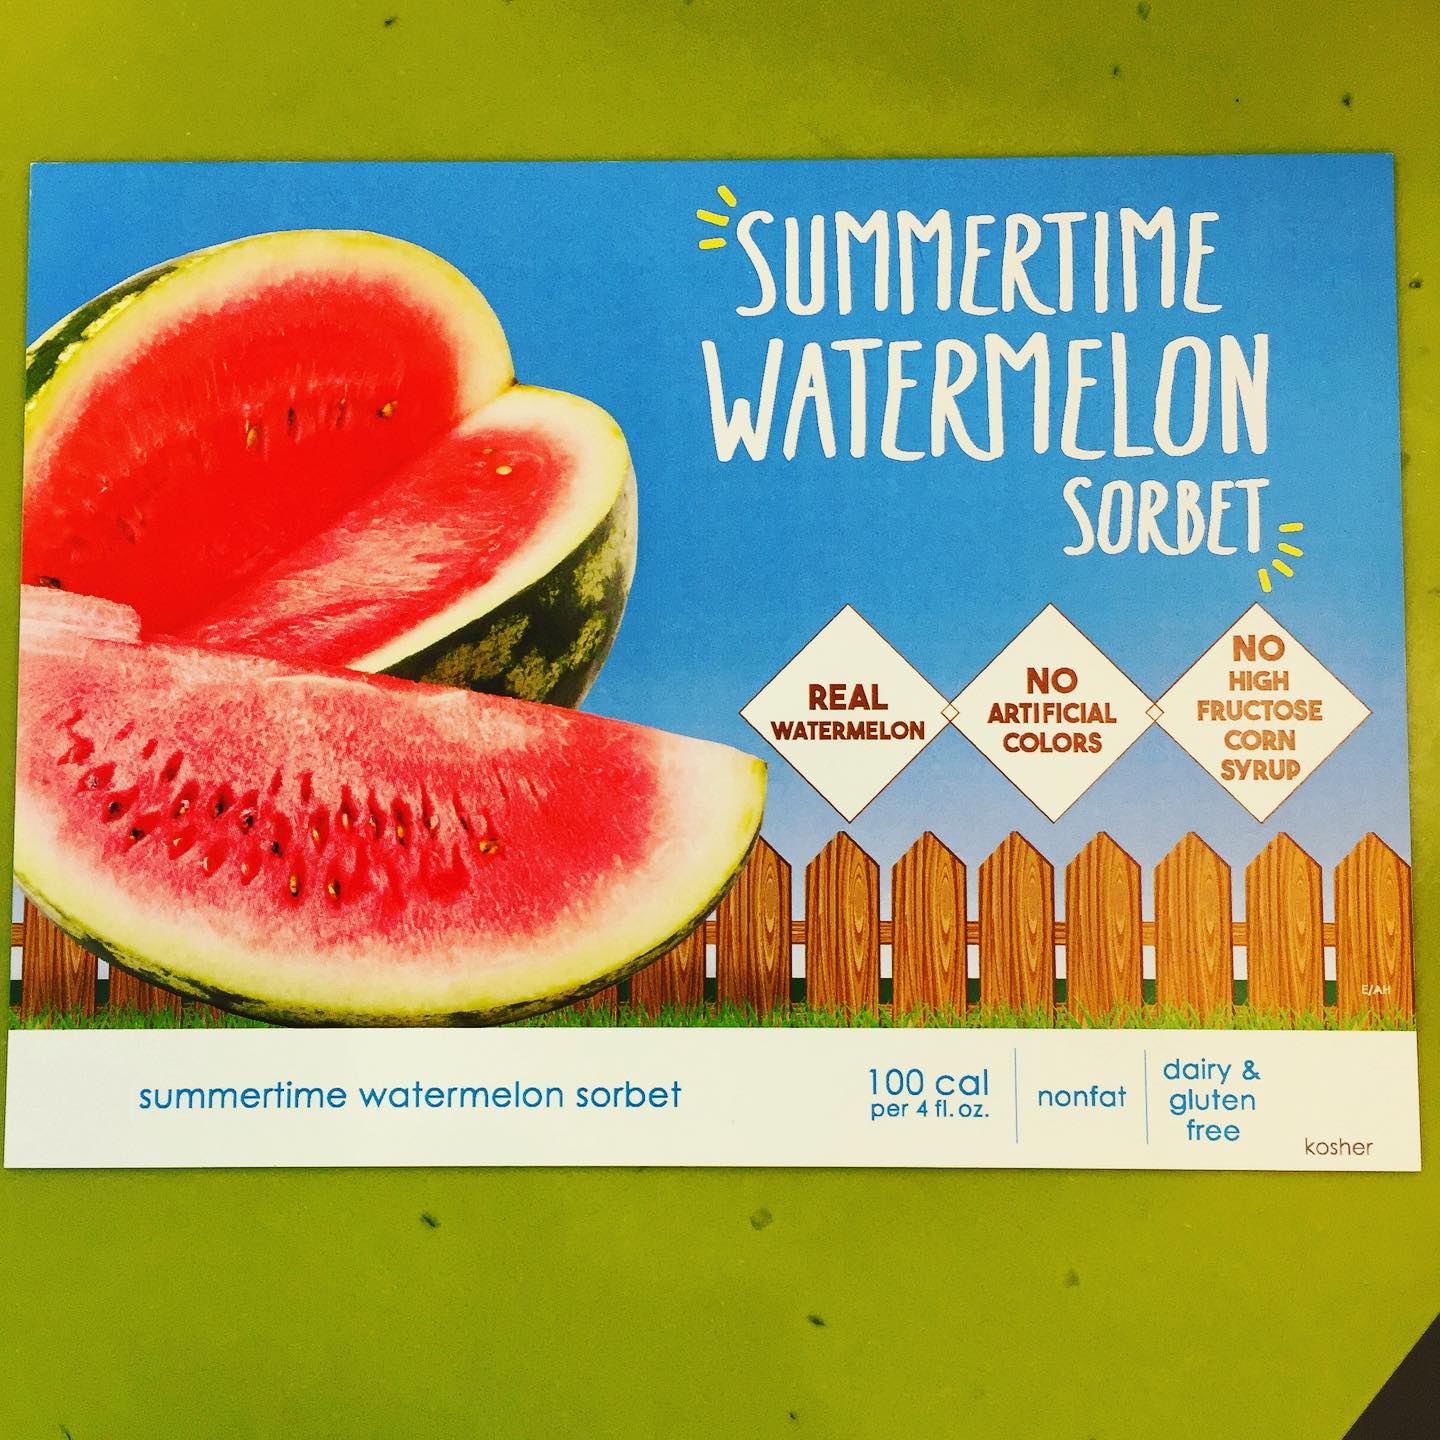 SUMMERTIME
WATERMELON
SORBET
REAL
WATERMELON
NO
ARTIFICIAL
COLORS
NO
HIGH
FRUCTOSE
CORN
SYRUP
E/AH
summertime watermelon sorbet
100 cal
per 4 fl. oz.
nonfat
dairy &
gluten
free
kosher